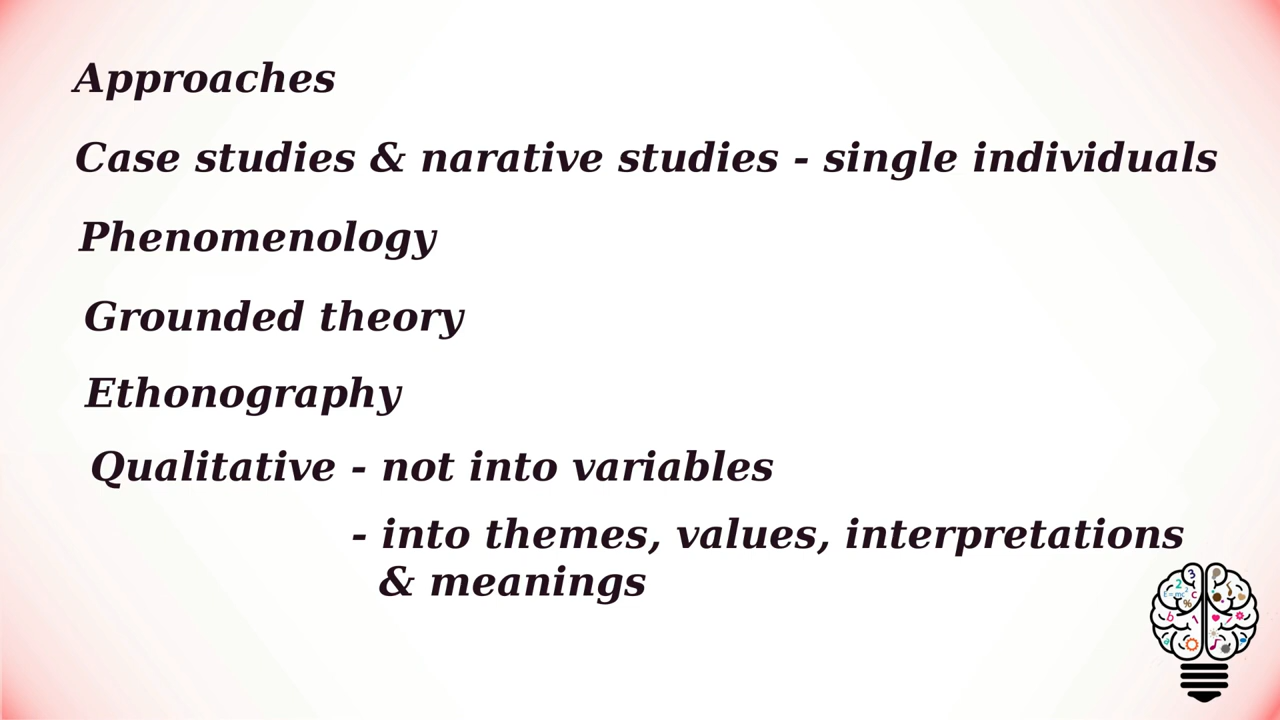 Approaches
Case studies & narative studies - single individuals
Phenomenology
Grounded theory
Ethonography
Qualitative - not into variables
- into themes, values, interpretations
& meanings